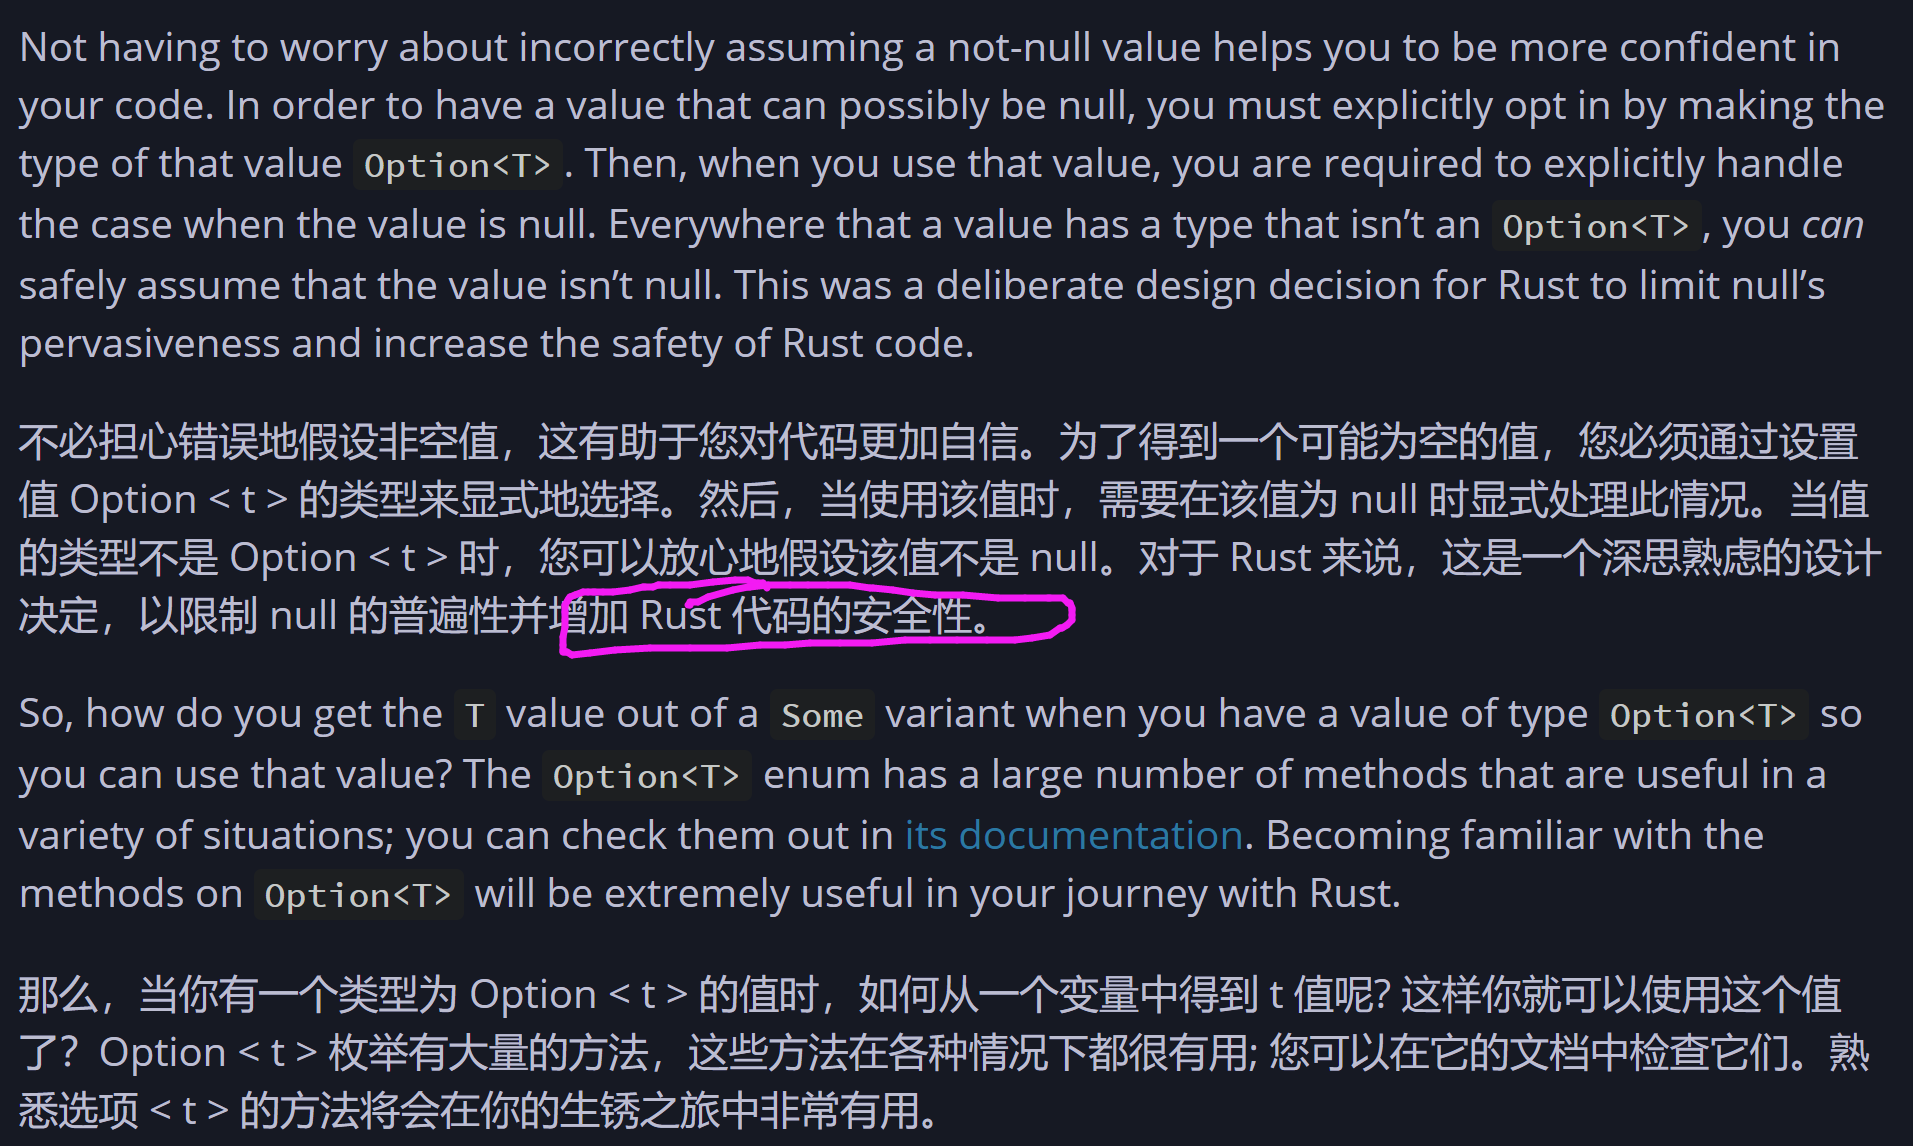 Not having to worry about incorrectly assuming a not-null value helps you to be more confident in
your code. In order to have a value that can possibly be null, you must explicitly opt in by making the
type of that value Option<T>. Then, when you use that value, you are required to explicitly handle
the case when the value is null. Everywhere that a value has a type that isn’t an Option<T>, you can
safely assume that the value isn’t null. This was a deliberate design decision for Rust to limit null’s
pervasiveness and increase the safety of Rust code.
不必担心错误地假设非空值，这有助于您对代码更加自信。为了得到一个可能为空的值，您必须通过设置
值 Option < t > 的类型来显式地选择。然后，当使用该值时，需要在该值为 null 时显式处理此情况。当值
的类型不是 Option < t > 时，您可以放心地假设该值不是 null。对于 Rust 来说，这是一个深思熟虑的设计
决定，以限制 null 的普遍性并增加 Rust 代码的安全性。
So, how do you get the T value out of a Some variant when you have a value of type Option<T> so
you can use that value? The Option<T> enum has a large number of methods that are useful in a
variety of situations; you can check them out in its documentation. Becoming familiar with the
methods on Option<T> will be extremely useful in your journey with Rust.
那么，当你有一个类型为 Option < t > 的值时，如何从一个变量中得到 t 值呢? 这样你就可以使用这个值
了？Option < t > 枚举有大量的方法，这些方法在各种情况下都很有用; 您可以在它的文档中检查它们。熟
悉选项 < t > 的方法将会在你的生锈之旅中非常有用。